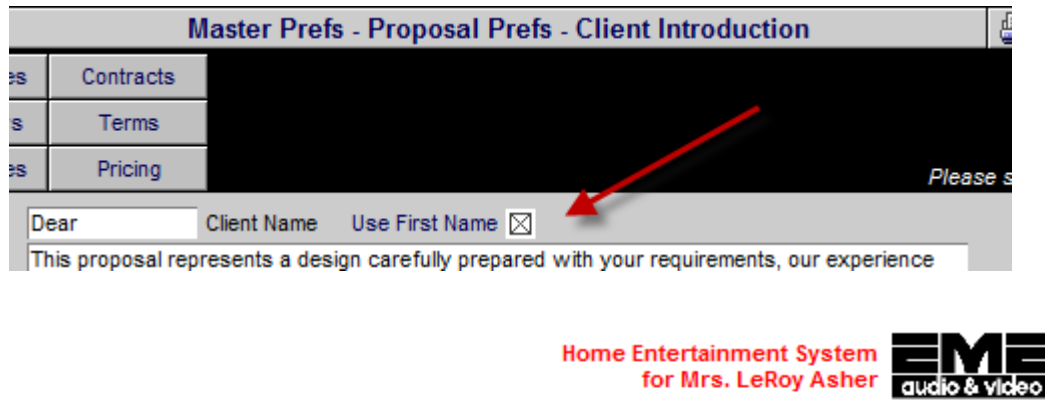 Master Prefs - Proposal Prefs - Client Introduction
es Contracts
s Terms
es Pricing
Please s
Dear Client Name Use First Name
This proposal represents a design carefully prepared with your requirements, our experience
Home Entertainment System
for Mrs. LeRoy Asher
EME
audio & video